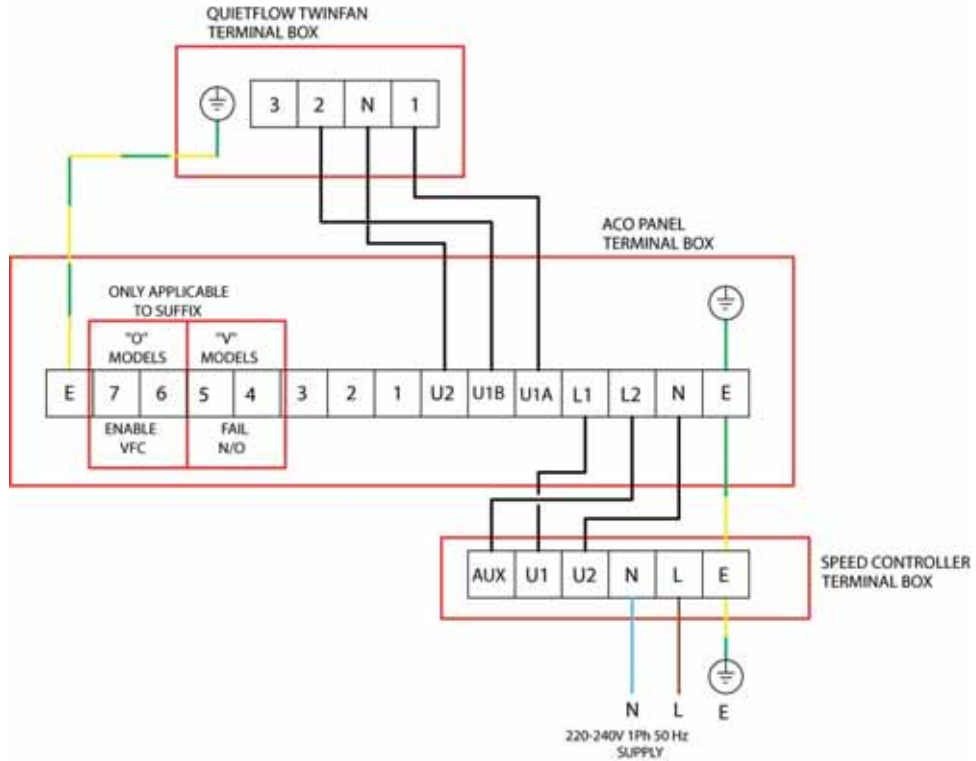 QUIETFLOW TWINFAN
TERMINAL BOX
3 2 N 1
ACO PANEL
TERMINAL BOX
ONLY APPLICABLE
TO SUFFIX
"O"
MODELS
"V"
MODELS
E 7 6 5 4 3 2 1 U2 U1B U1A L1 L2 N E
ENABLE
VFC
FAIL
N/O
AUX U1 U2 N L E
SPEED CONTROLLER
TERMINAL BOX
N L E
220-240V 1Ph 50 Hz
SUPPLY